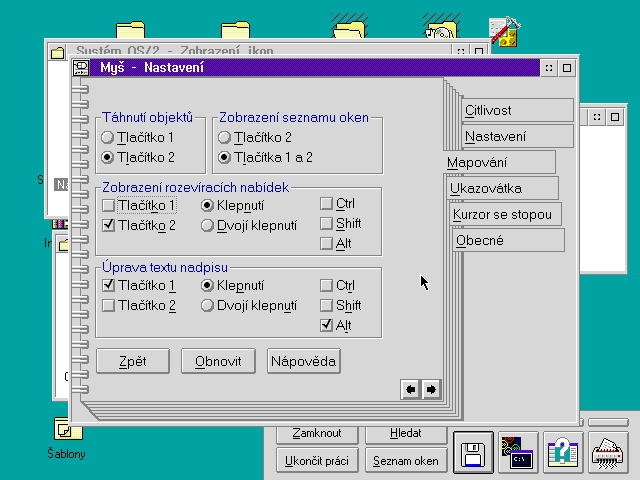 Systém OS/2 - Zobrazení ikon
Myš - Nastavení
Táhnutí objektů
Tlačítko 1
Tlačítko 2
Zobrazení seznamu oken
Tlačítko 2
Tlačítka 1 a 2
Zobrazení rozevíracích nabídek
Tlačítko 1
Tlačítko 2
Klepnutí
Dvojí klepnutí
Ctrl
Shift
Alt
Úprava textu nadpisu
Tlačítko 1
Tlačítko 2
Klepnutí
Dvojí klepnutí
Ctrl
Shift
Alt
Zpět
Obnovit
Nápověda
Citlivost
Nastavení
Mapování
Ukazovátka
Kurzor se stopou
Obecné
Šablony
Zamknout
Hledat
Ukončit práci
Seznam oken
C:\